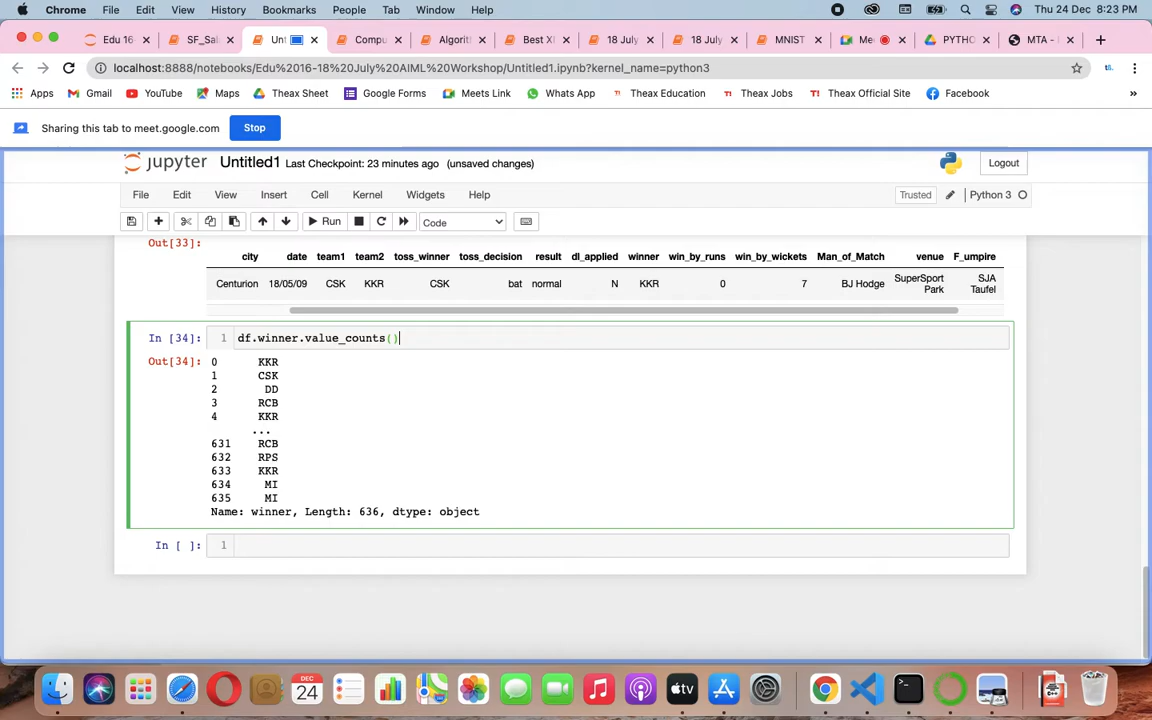 Chrome File Edit View History Bookmarks People Tab Window Help Thu 24 Dec 8:23 PM
Edu 16- SF_Sala Unt Compu Algorit Best XI 18 July 18 July MNIST Mee PYTHO MTA - I
localhost:8888/notebooks/Edu%2016-18%20July%20AIML%20Workshop/Untitled1.ipynb?kernel_name=python3
Apps Gmail YouTube Maps Theax Sheet Google Forms Meets Link Whats App Theax Education Theax Jobs Theax Official Site Facebook »
Sharing this tab to meet.google.com Stop
jupyter Untitled1 Last Checkpoint: 23 minutes ago (unsaved changes) Logout
File Edit View Insert Cell Kernel Widgets Help Trusted Python 3
Run Code
Out[33]:
city date team1 team2 toss_winner toss_decision result dl_applied winner win_by_runs win_by_wickets Man_of_Match venue F_umpire
Centurion 18/05/09 CSK KKR CSK bat normal N KKR 0 7 BJ Hodge SuperSport Park SJA Taufel
In [34]: 1 df.winner.value_counts()
Out[34]: 0 KKR
1 CSK
2 DD
3 RCB
4 KKR
...
631 RCB
632 RPS
633 KKR
634 MI
635 MI
Name: winner, Length: 636, dtype: object
In [ ]: 1
DEC
24
tv